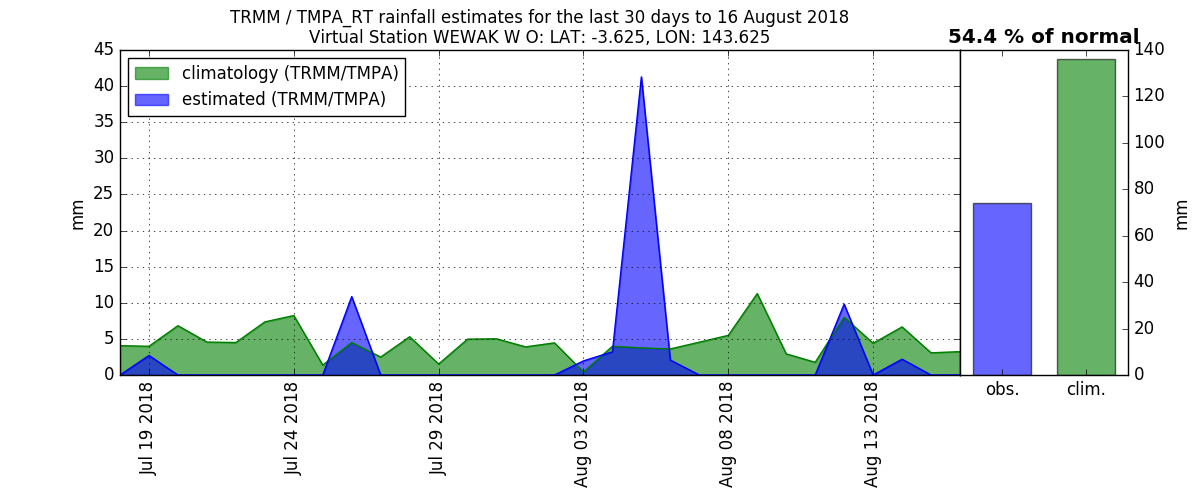 TRMM / TMPA_RT rainfall estimates for the last 30 days to 16 August 2018
Virtual Station WEWAK W O: LAT: -3.625, LON: 143.625
54.4 % of normal
climatology (TRMM/TMPA)
estimated (TRMM/TMPA)
45
40
35
30
25
20
15
10
5
0
mm
Jul 19 2018
Jul 24 2018
Jul 29 2018
Aug 03 2018
Aug 08 2018
Aug 13 2018
obs.
clim.
140
120
100
80
60
40
20
0
mm